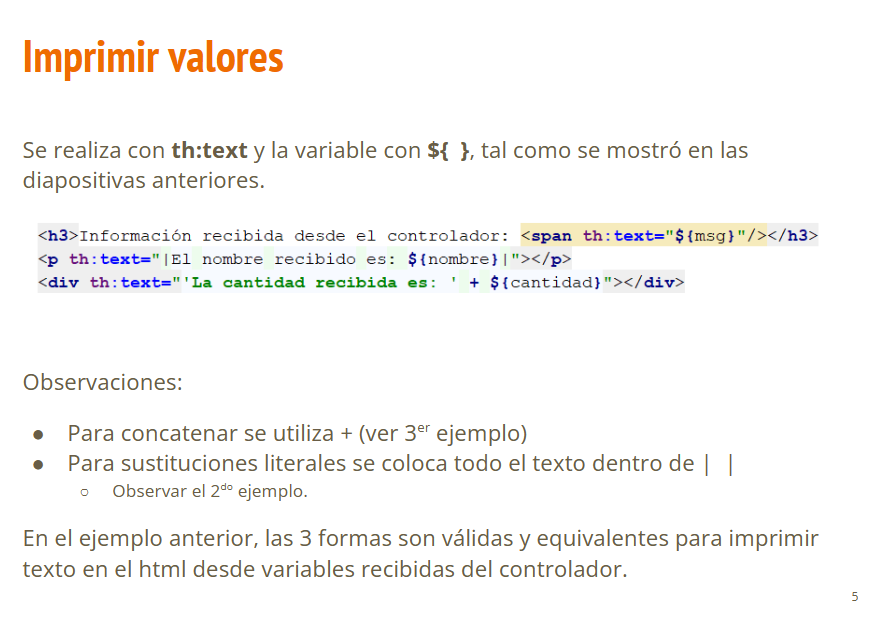 Imprimir valores
Se realiza con th:text y la variable con ${ }, tal como se mostró en las
diapositivas anteriores.
<h3>Información recibida desde el controlador: <span th:text="${msg}"/></h3>
<p th:text="|El nombre recibido es: ${nombre}|"></p>
<div th:text="'La cantidad recibida es: ' + ${cantidad}"></div>
Observaciones:
● Para concatenar se utiliza + (ver 3er ejemplo)
● Para sustituciones literales se coloca todo el texto dentro de | |
○ Observar el 2do ejemplo.
En el ejemplo anterior, las 3 formas son válidas y equivalentes para imprimir
texto en el html desde variables recibidas del controlador.
5